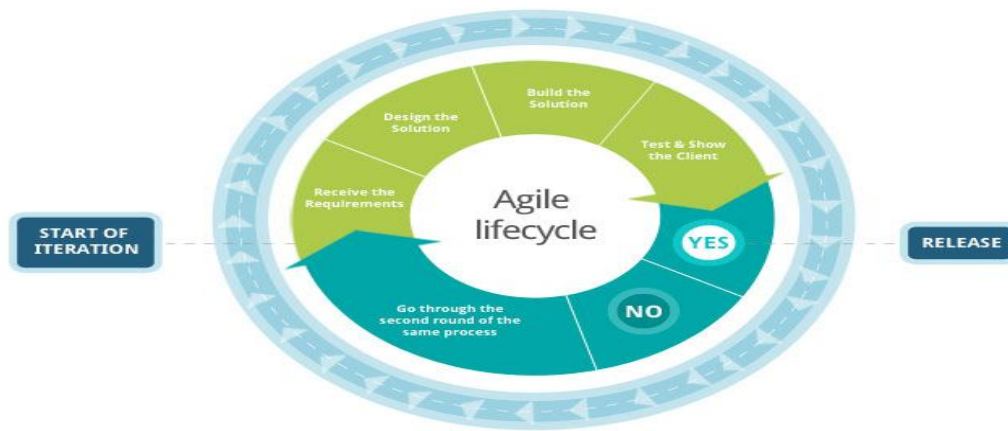 Build the
Solution
Design the
Solution
Test & Show
the Client
Receive the
Requirements
Agile
lifecycle
START OF
ITERATION
YES
RELEASE
Go through the
second round of the
same process
NO